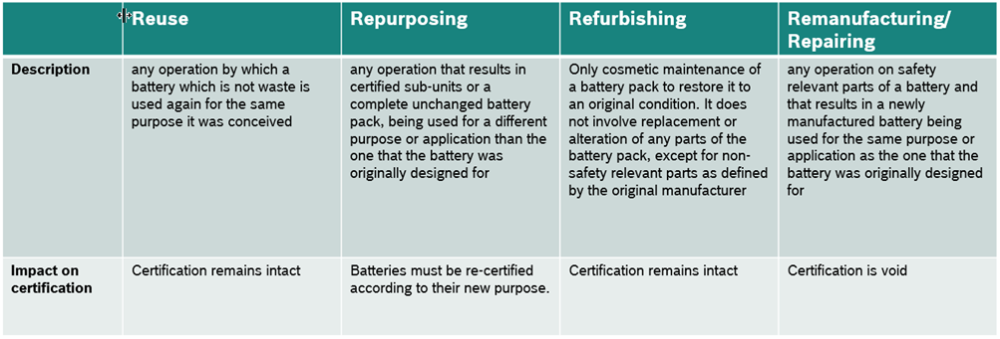 Reuse
Repurposing
Refurbishing
Remanufacturing/
Repairing
Description
any operation by which a
battery which is not waste is
used again for the same
purpose it was conceived
any operation that results in
certified sub-units or a
complete unchanged battery
pack, being used for a different
purpose or application than the
one that the battery was
originally designed for
Only cosmetic maintenance of
a battery pack to restore it to
an original condition. It does
not involve replacement or
alteration of any parts of the
battery pack, except for non-
safety relevant parts as defined
by the original manufacturer
any operation on safety
relevant parts of a battery and
that results in a newly
manufactured battery being
used for the same purpose or
application as the one that the
battery was originally designed
for
Impact on
certification
Certification remains intact
Batteries must be re-certified
according to their new purpose.
Certification remains intact
Certification is void